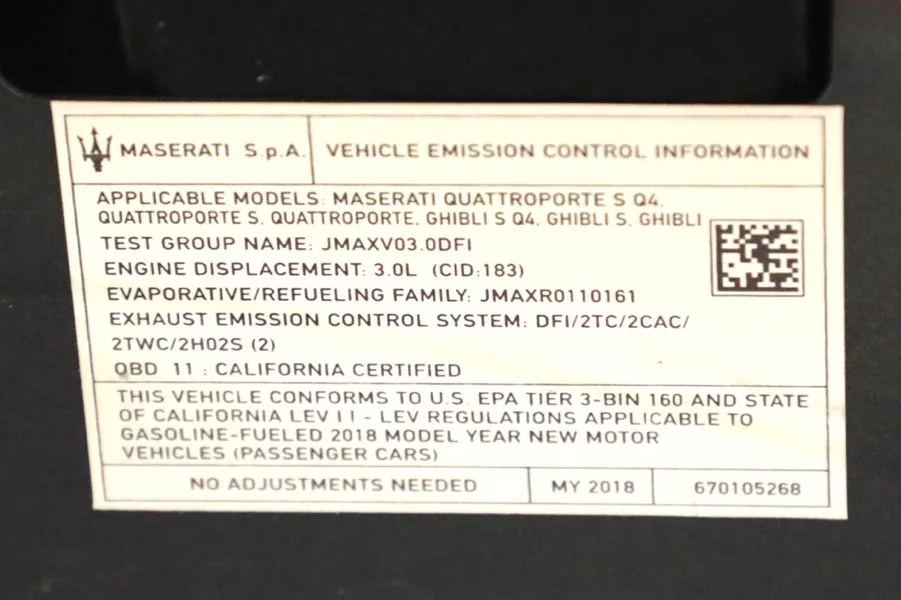 MASERATI S.p.A.
VEHICLE EMISSION CONTROL INFORMATION
APPLICABLE MODELS: MASERATI QUATTROPORTE S Q4,
QUATTROPORTE S, QUATTROPORTE, GHIBLI S Q4, GHIBLI S, GHIBLI
TEST GROUP NAME: JMAXV03.0DFI
ENGINE DISPLACEMENT: 3.0L (CID:183)
EVAPORATIVE/REFUELING FAMILY: JMAXR0110161
EXHAUST EMISSION CONTROL SYSTEM: DFI/2TC/2CAC/
2TWC/2HO2S (2)
OBD 11 : CALIFORNIA CERTIFIED
THIS VEHICLE CONFORMS TO U.S. EPA TIER 3-BIN 160 AND STATE
OF CALIFORNIA LEV III - LEV REGULATIONS APPLICABLE TO
GASOLINE-FUELED 2018 MODEL YEAR NEW MOTOR
VEHICLES (PASSENGER CARS)
NO ADJUSTMENTS NEEDED
MY 2018
670105268